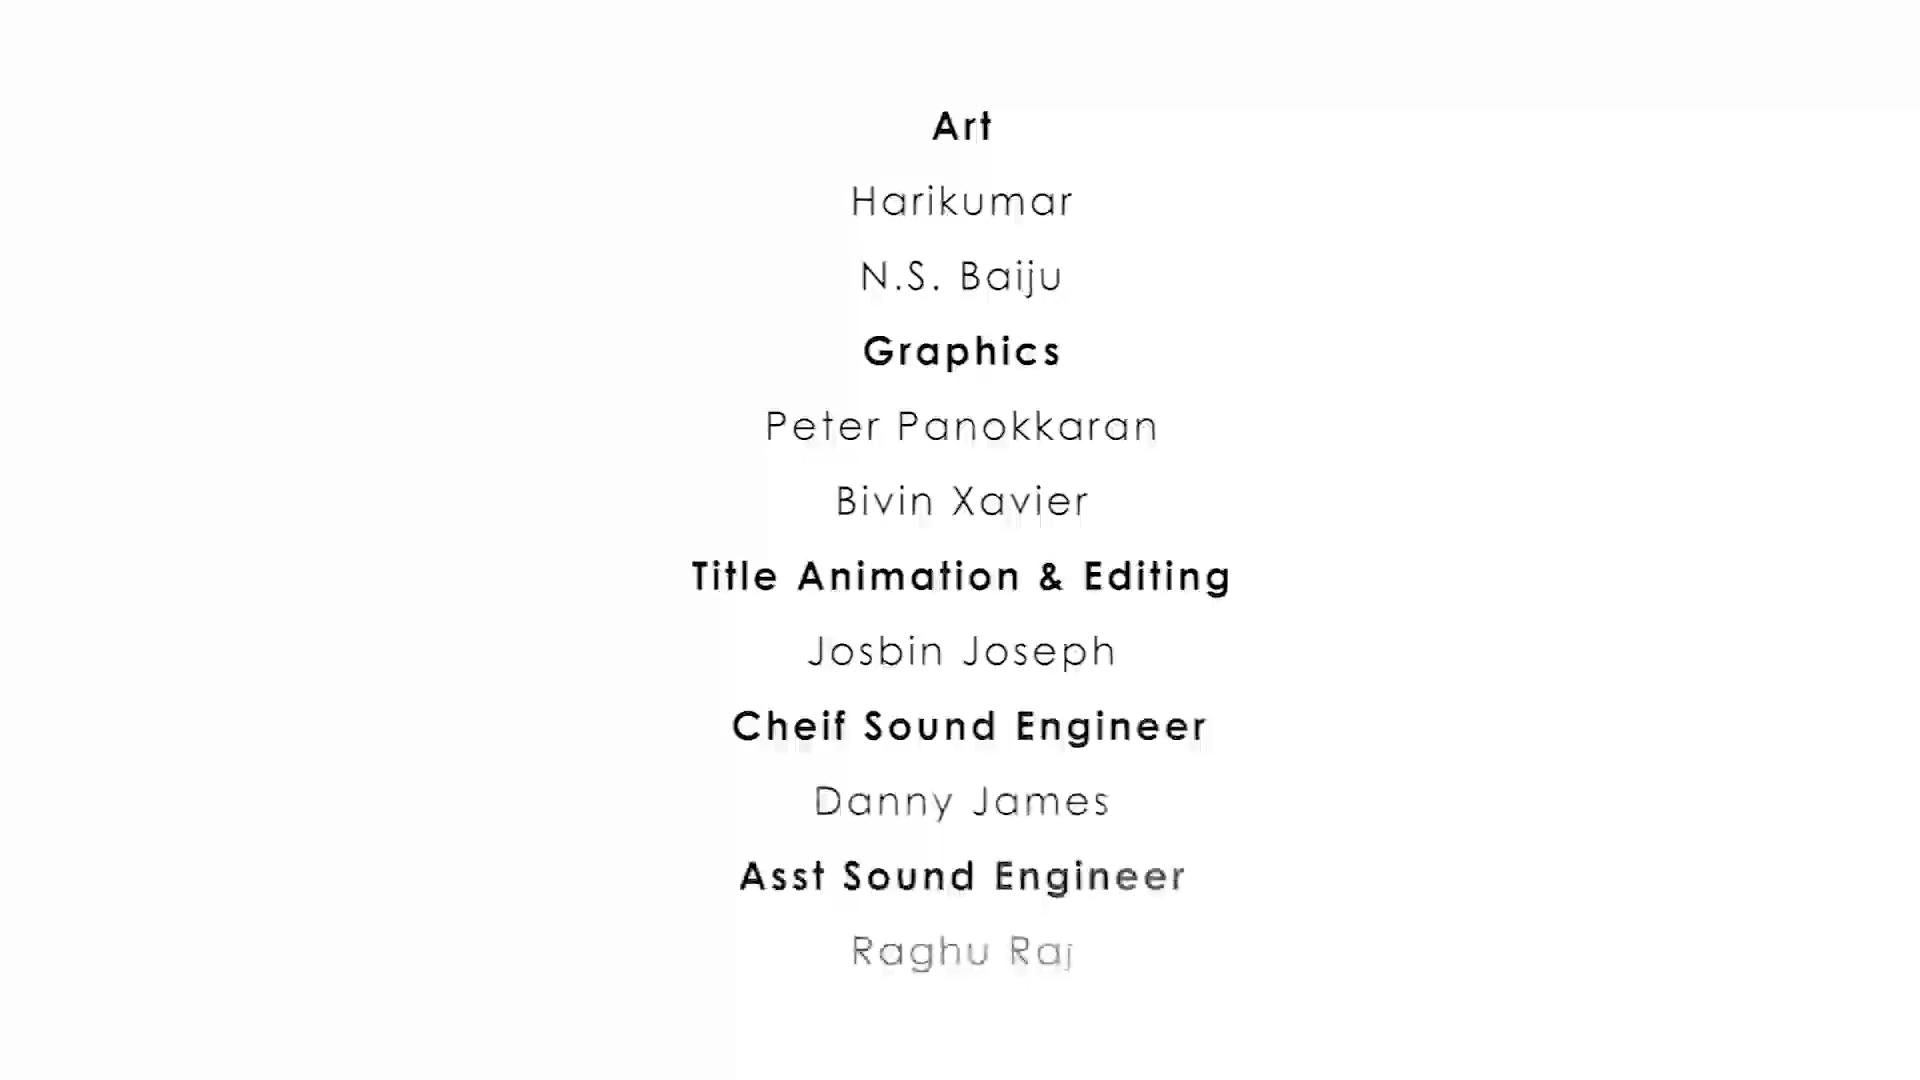 Art
Harikumar
N.S. Baiju
Graphics
Peter Panokkaran
Bivin Xavier
Title Animation & Editing
Josbin Joseph
Cheif Sound Engineer
Danny James
Asst Sound Engineer
Raghu Raj